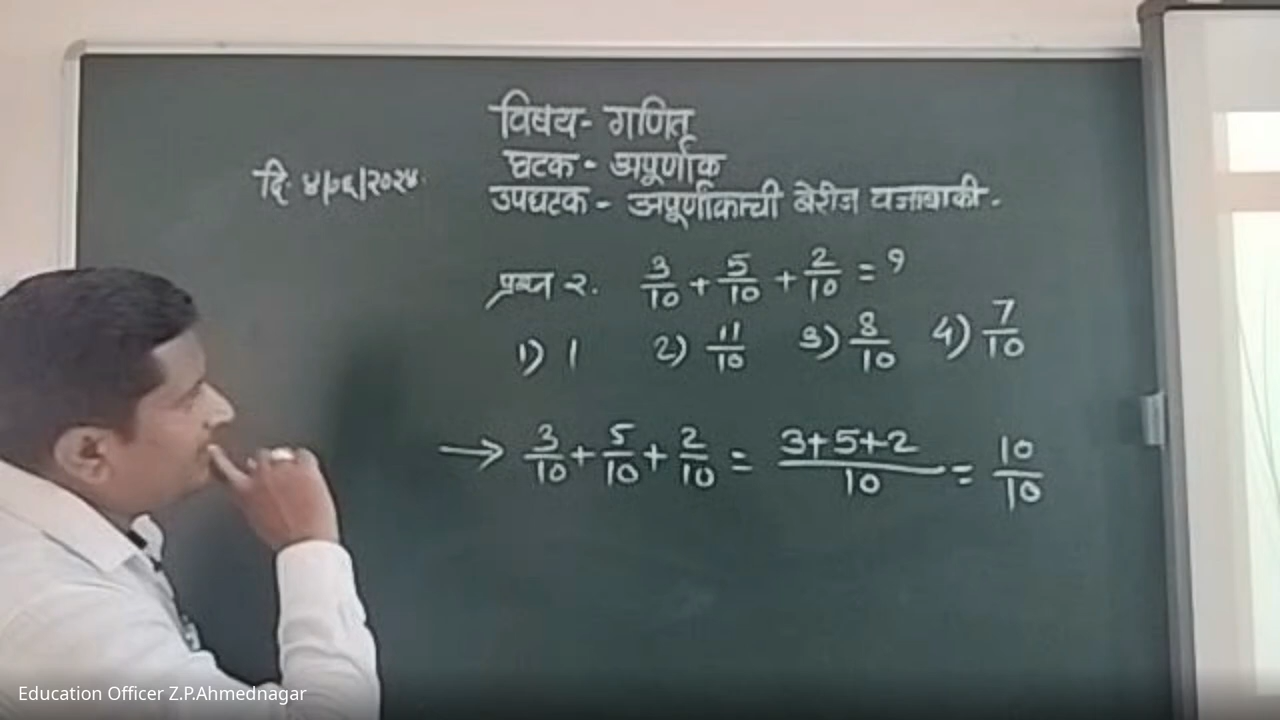 विषय- गणित
घटक - अपूर्णांक
दि. ४/०६/२०२४.
उपघटक - अपूर्णांकाची बेरीज वजाबाकी.
प्रश्न २. 3/10 + 5/10 + 2/10 = ?
1) 1 2) 11/10 3) 8/10 4) 7/10
→ 3/10 + 5/10 + 2/10 = 3+5+2/10 = 10/10
Education Officer Z.P.Ahmednagar